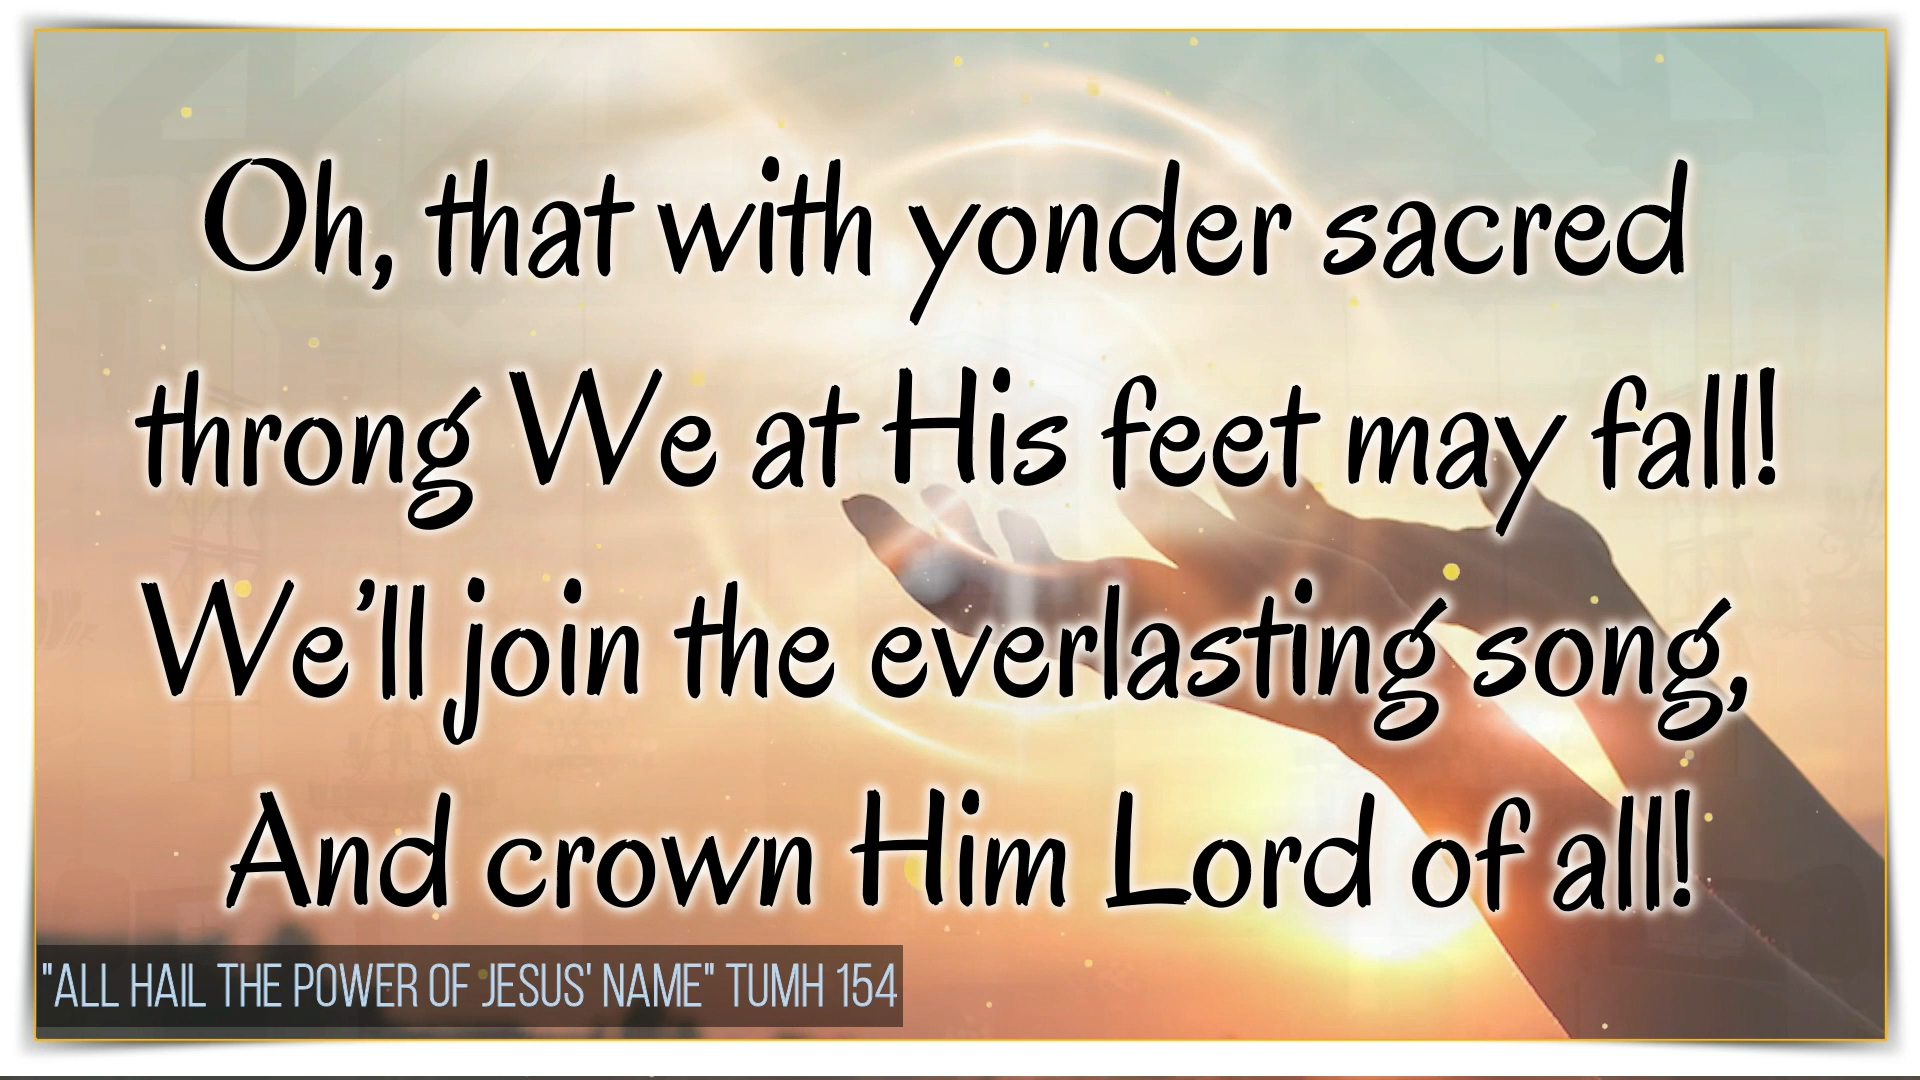 Oh, that with yonder sacred
throng We at His feet may fall!
We’ll join the everlasting song,
And crown Him Lord of all!
"ALL HAIL THE POWER OF JESUS' NAME" TUMH 154